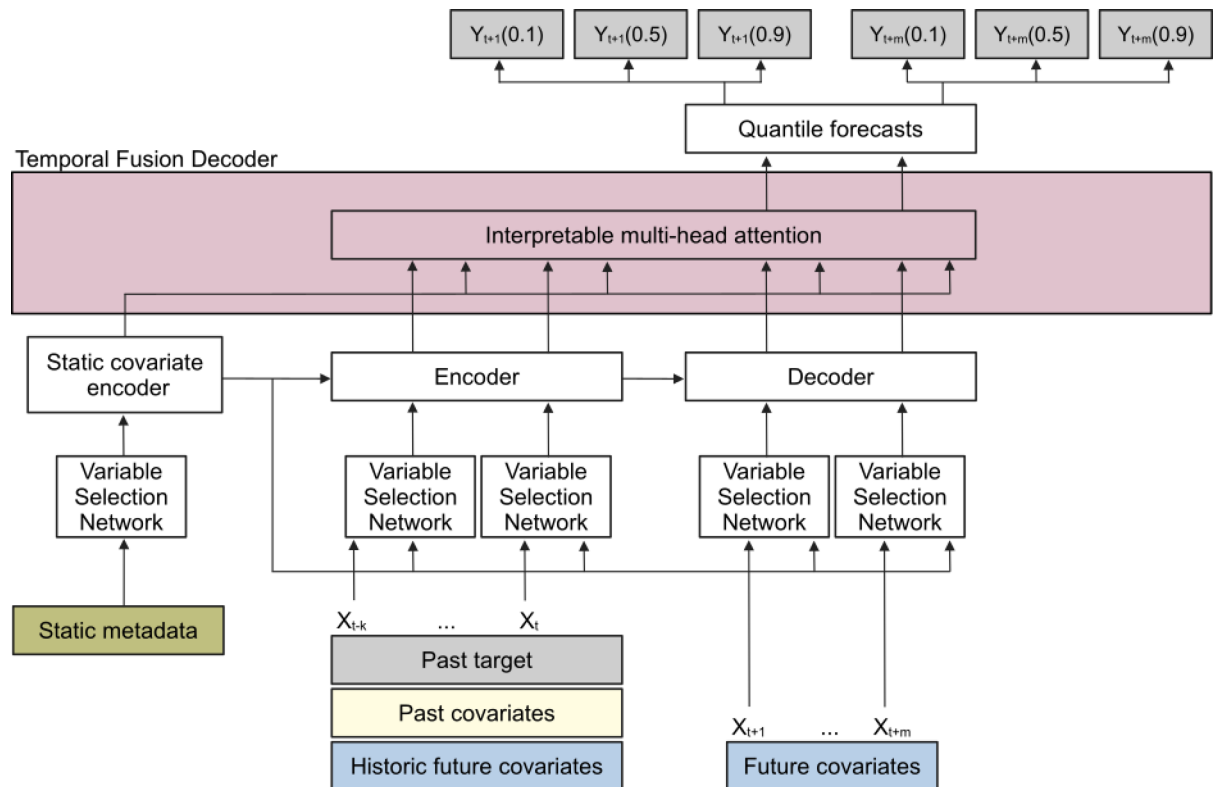 Yt+1(0.1) Yt+1(0.5) Yt+1(0.9) Yt+m(0.1) Yt+m(0.5) Yt+m(0.9)
Quantile forecasts
Temporal Fusion Decoder
Interpretable multi-head attention
Static covariate
encoder
Encoder
Decoder
Variable
Selection
Network
Variable
Selection
Network
Variable
Selection
Network
Variable
Selection
Network
Variable
Selection
Network
Static metadata
Xt-k ... Xt
Past target
Past covariates
Historic future covariates
Xt+1 ... Xt+m
Future covariates